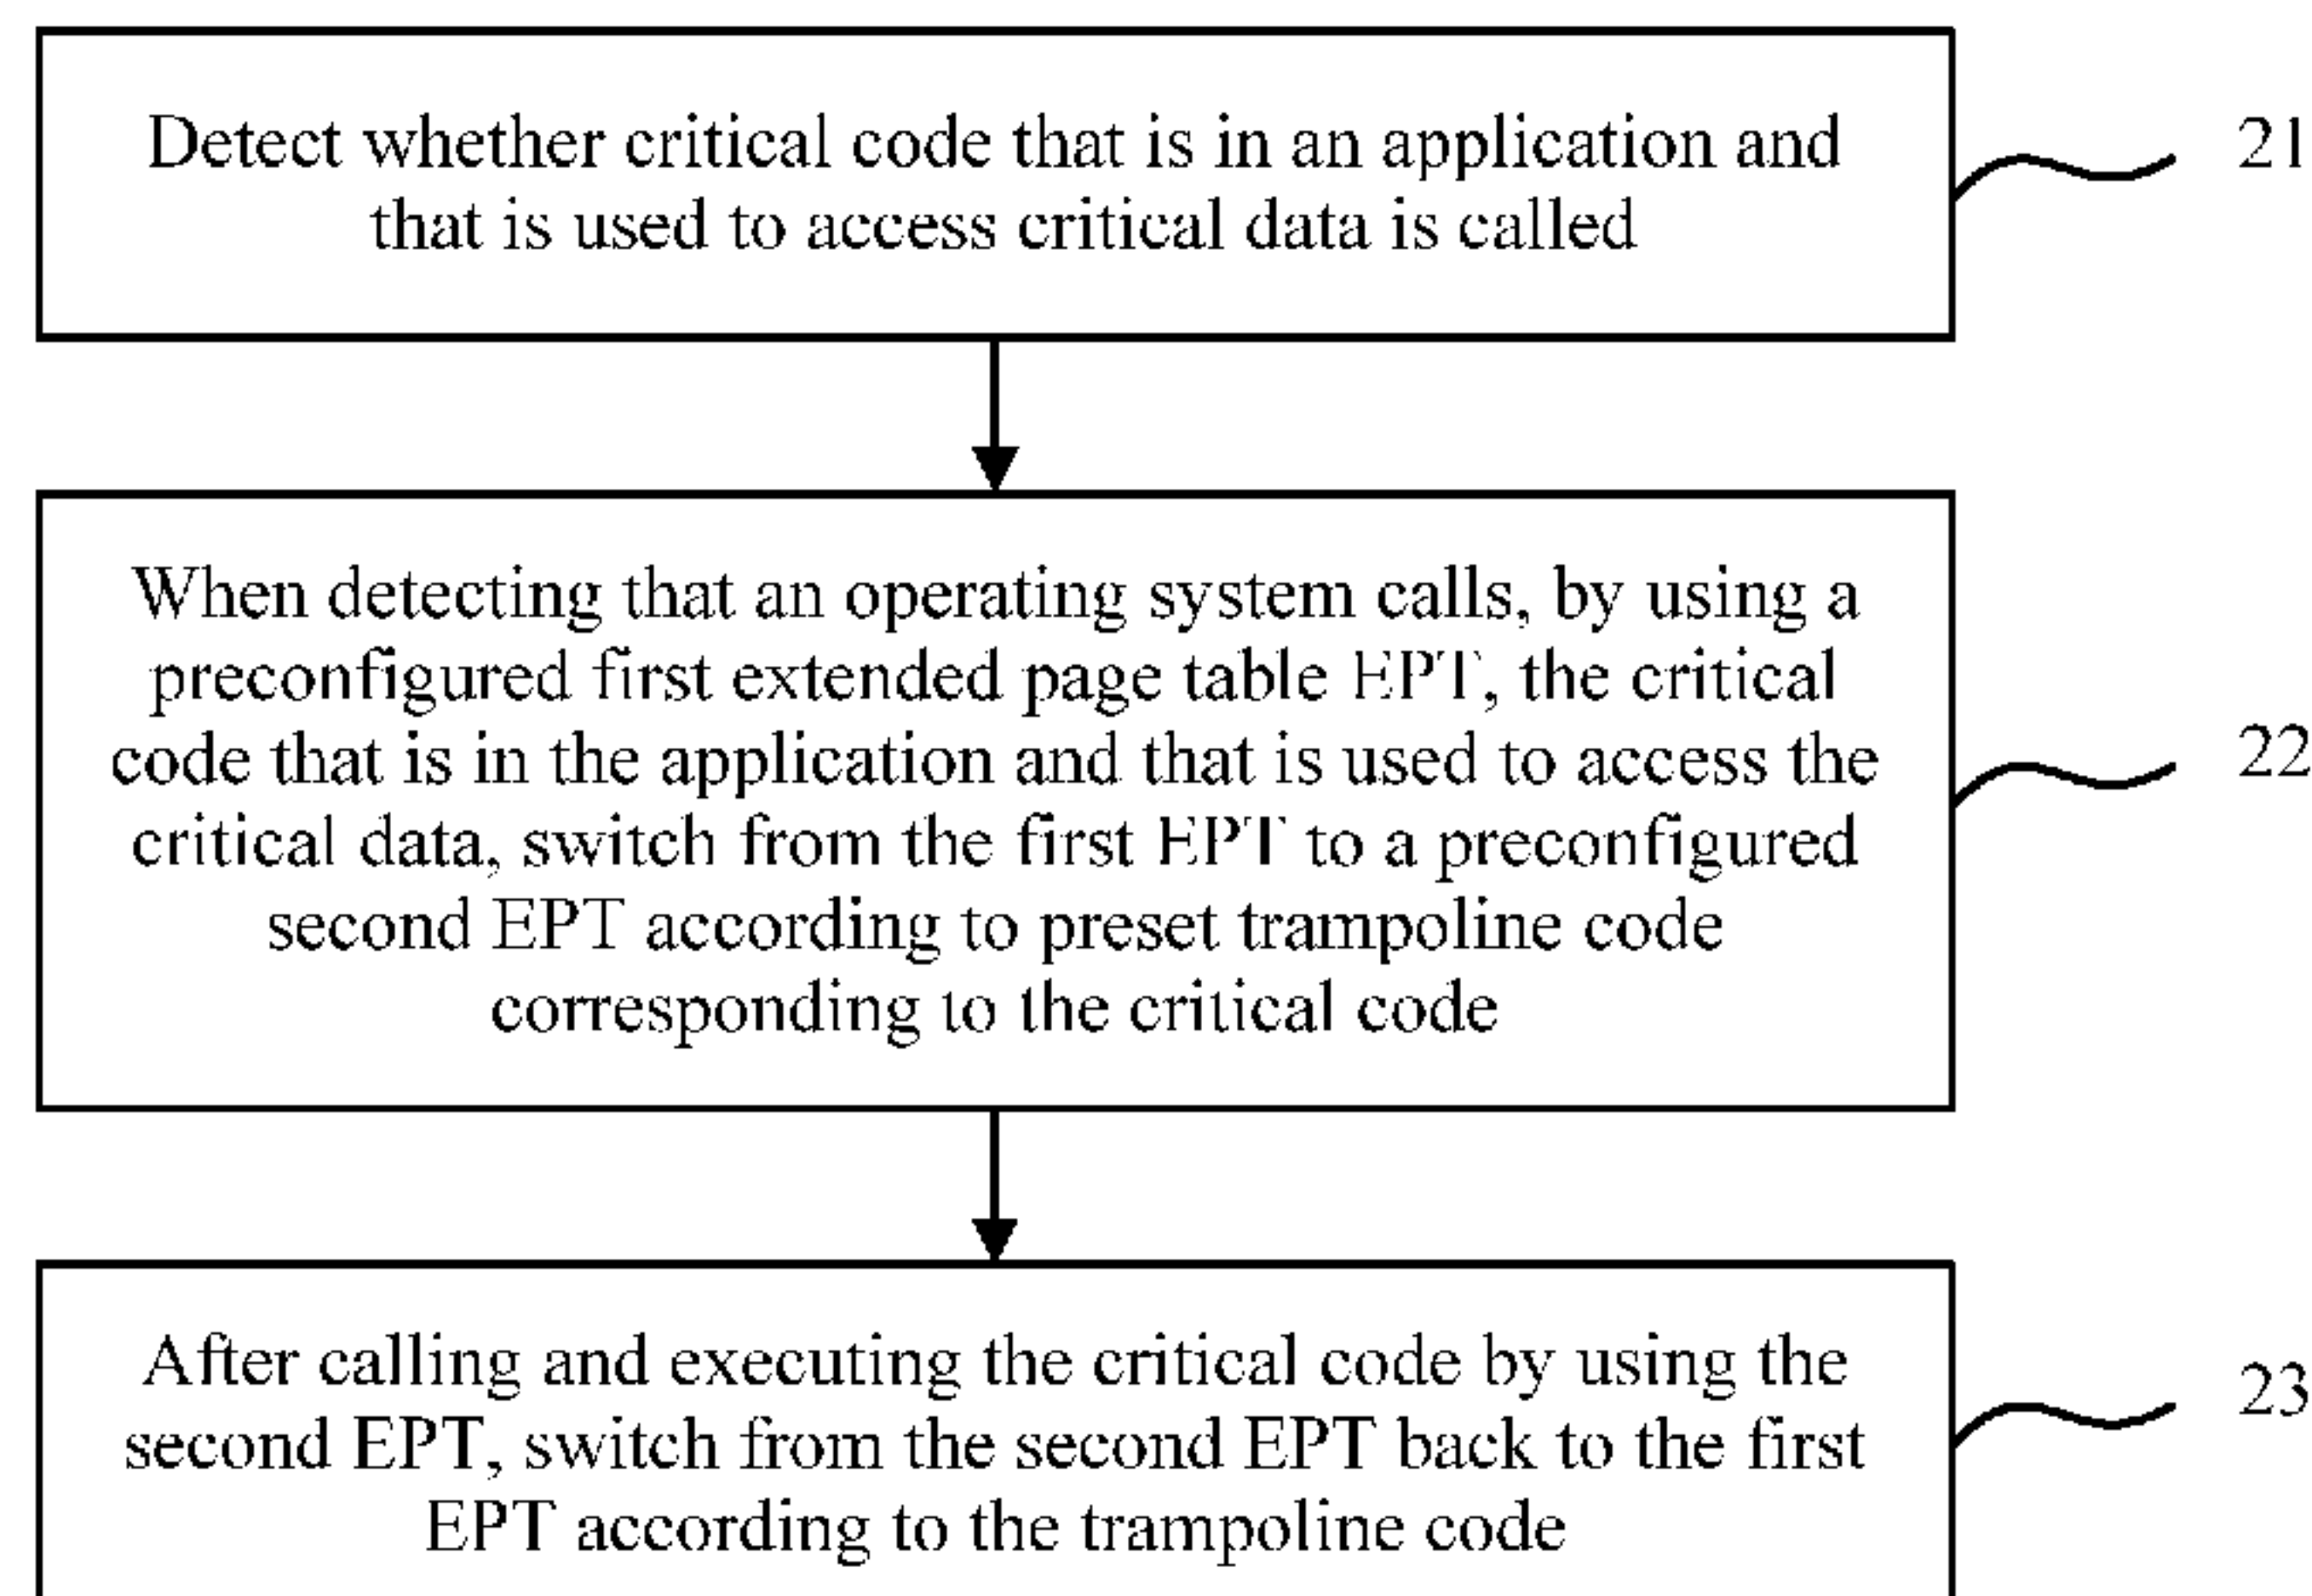 Detect whether critical code that is in an application and
that is used to access critical data is called
21
When detecting that an operating system calls, by using a
preconfigured first extended page table EPT, the critical
code that is in the application and that is used to access the
critical data, switch from the first EPT to a preconfigured
second EPT according to preset trampoline code
corresponding to the critical code
22
After calling and executing the critical code by using the
second EPT, switch from the second EPT back to the first
EPT according to the trampoline code
23